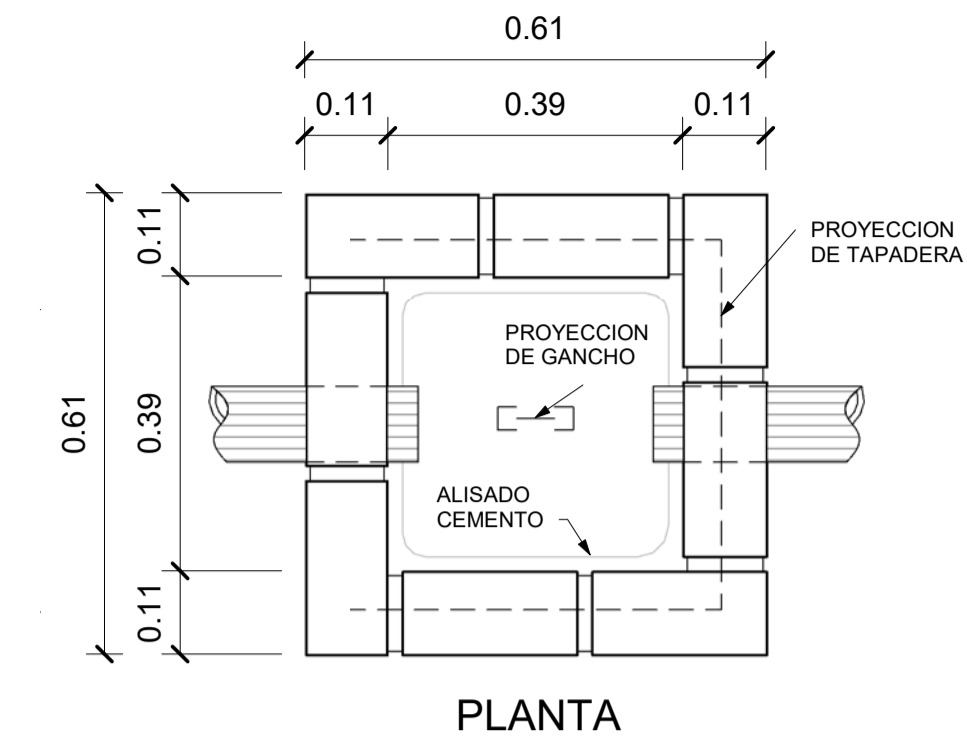 0.61
0.11
0.39
0.11
0.11
0.61
0.39
0.11
PROYECCION
DE TAPADERA
PROYECCION
DE GANCHO
ALISADO
CEMENTO
PLANTA